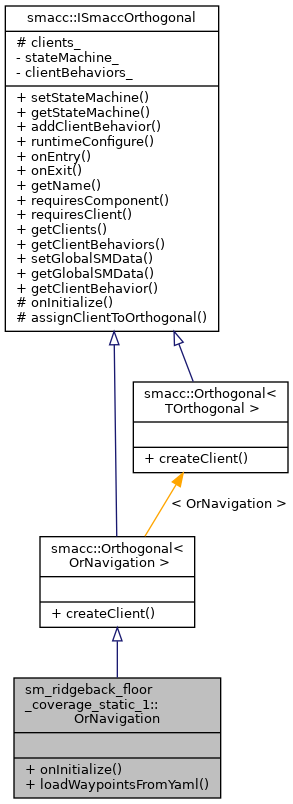 smacc::ISmaccOrthogonal
# clients_
- stateMachine_
- clientBehaviors_
+ setStateMachine()
+ getStateMachine()
+ addClientBehavior()
+ runtimeConfigure()
+ onEntry()
+ onExit()
+ getName()
+ requiresComponent()
+ requiresClient()
+ getClients()
+ getClientBehaviors()
+ setGlobalSMData()
+ getGlobalSMData()
+ getClientBehavior()
# onInitialize()
# assignClientToOrthogonal()
smacc::Orthogonal<
TOrthogonal >
+ createClient()
< OrNavigation >
smacc::Orthogonal<
OrNavigation >
+ createClient()
sm_ridgeback_floor
_coverage_static_1::
OrNavigation
+ onInitialize()
+ loadWaypointsFromYaml()